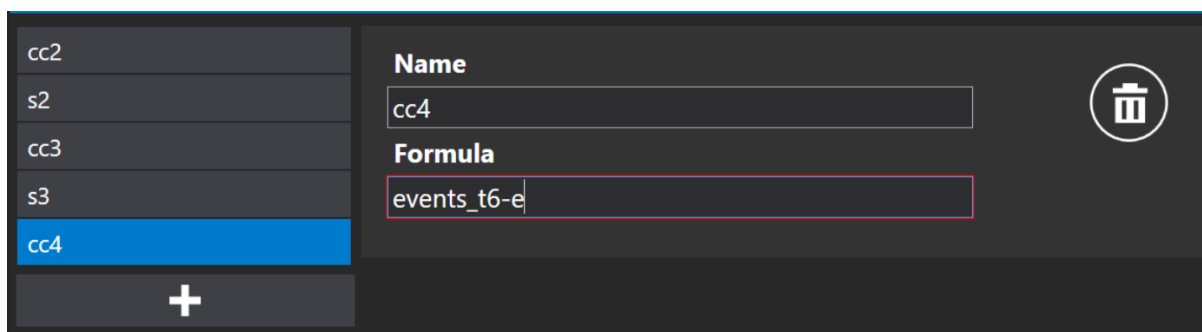 cc2
s2
cc3
s3
cc4
Name
cc4
Formula
events_t6-e